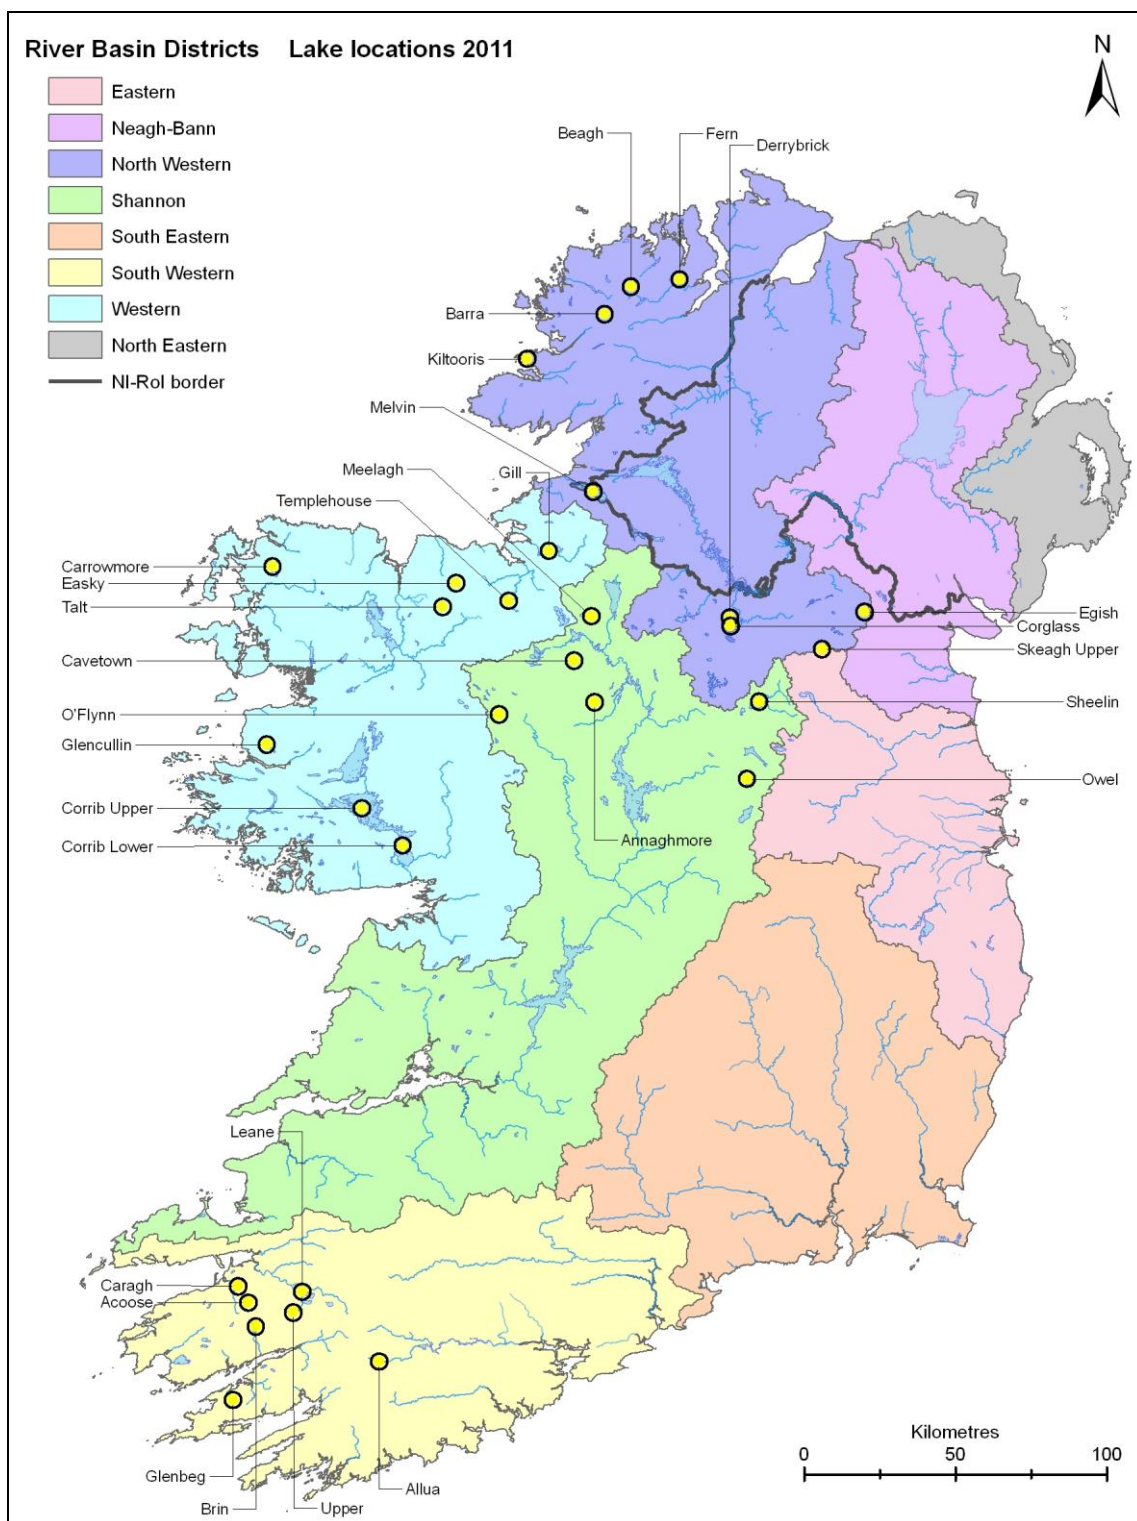 River Basin Districts Lake locations 2011
N
Eastern
Neagh-Bann
North Western
Shannon
South Eastern
South Western
Western
North Eastern
NI-RoI border
Beagh
Fern
Derrybrick
Barra
Kiltooris
Melvin
Meelagh
Gill
Templehouse
Carrowmore
Easky
Talt
Egish
Corglass
Skeagh Upper
Cavetown
Sheelin
O'Flynn
Glencullin
Owel
Corrib Upper
Annaghmore
Corrib Lower
Leane
Caragh
Acoose
Glenbeg
Brin
Upper
Allua
Kilometres
0 50 100